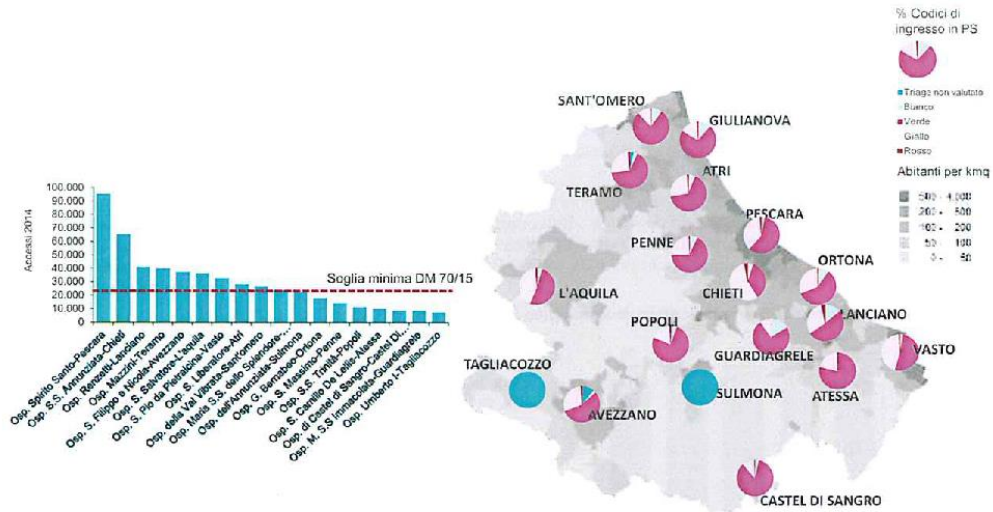 % Codici di
ingresso in PS
Triage non valutato
Bianco
Verde
Giallo
Rosso
Abitanti per kmq
500 - 4.000
200 - 500
100 - 200
50 - 100
0 - 50
Accessi 2014
100.000
90.000
80.000
70.000
60.000
50.000
40.000
30.000
20.000
10.000
0
Soglia minima DM 70/15
Osp. Spirito Santo-Pescara
Osp. S.S. Annunziata-Chieti
Osp. Renzetti-Lanciano
Osp. Mazzini-Teramo
Osp. S. Filippo e Nicola-Avezzano
Osp. S. Salvatore-L'aquila
Osp. S. Pio da Pietralcina-Vasto
Osp. S. Liberatore-Atri
Osp. della Val Vibrata-Sant'omero
Osp. Maria S.S. dello Splendore-...
Osp. dell'Annunziata-Sulmona
Osp. G. Bernabeo-Ortona
Osp. S. Massimo-Penne
Osp. S.S. Trinità-Popoli
Osp. S. Camillo De Lellis-Atessa
Osp. di Castel di Sangro-Castel Di...
Osp. M. S.S Immacolata-Guardiagrele
Osp. Umberto I-Tagliacozzo
SANT'OMERO
GIULIANOVA
TERAMO
ATRI
PESCARA
PENNE
ORTONA
L'AQUILA
CHIETI
LANCIANO
POPOLI
GUARDIAGRELE
VASTO
TAGLIACOZZO
SULMONA
ATESSA
AVEZZANO
CASTEL DI SANGRO